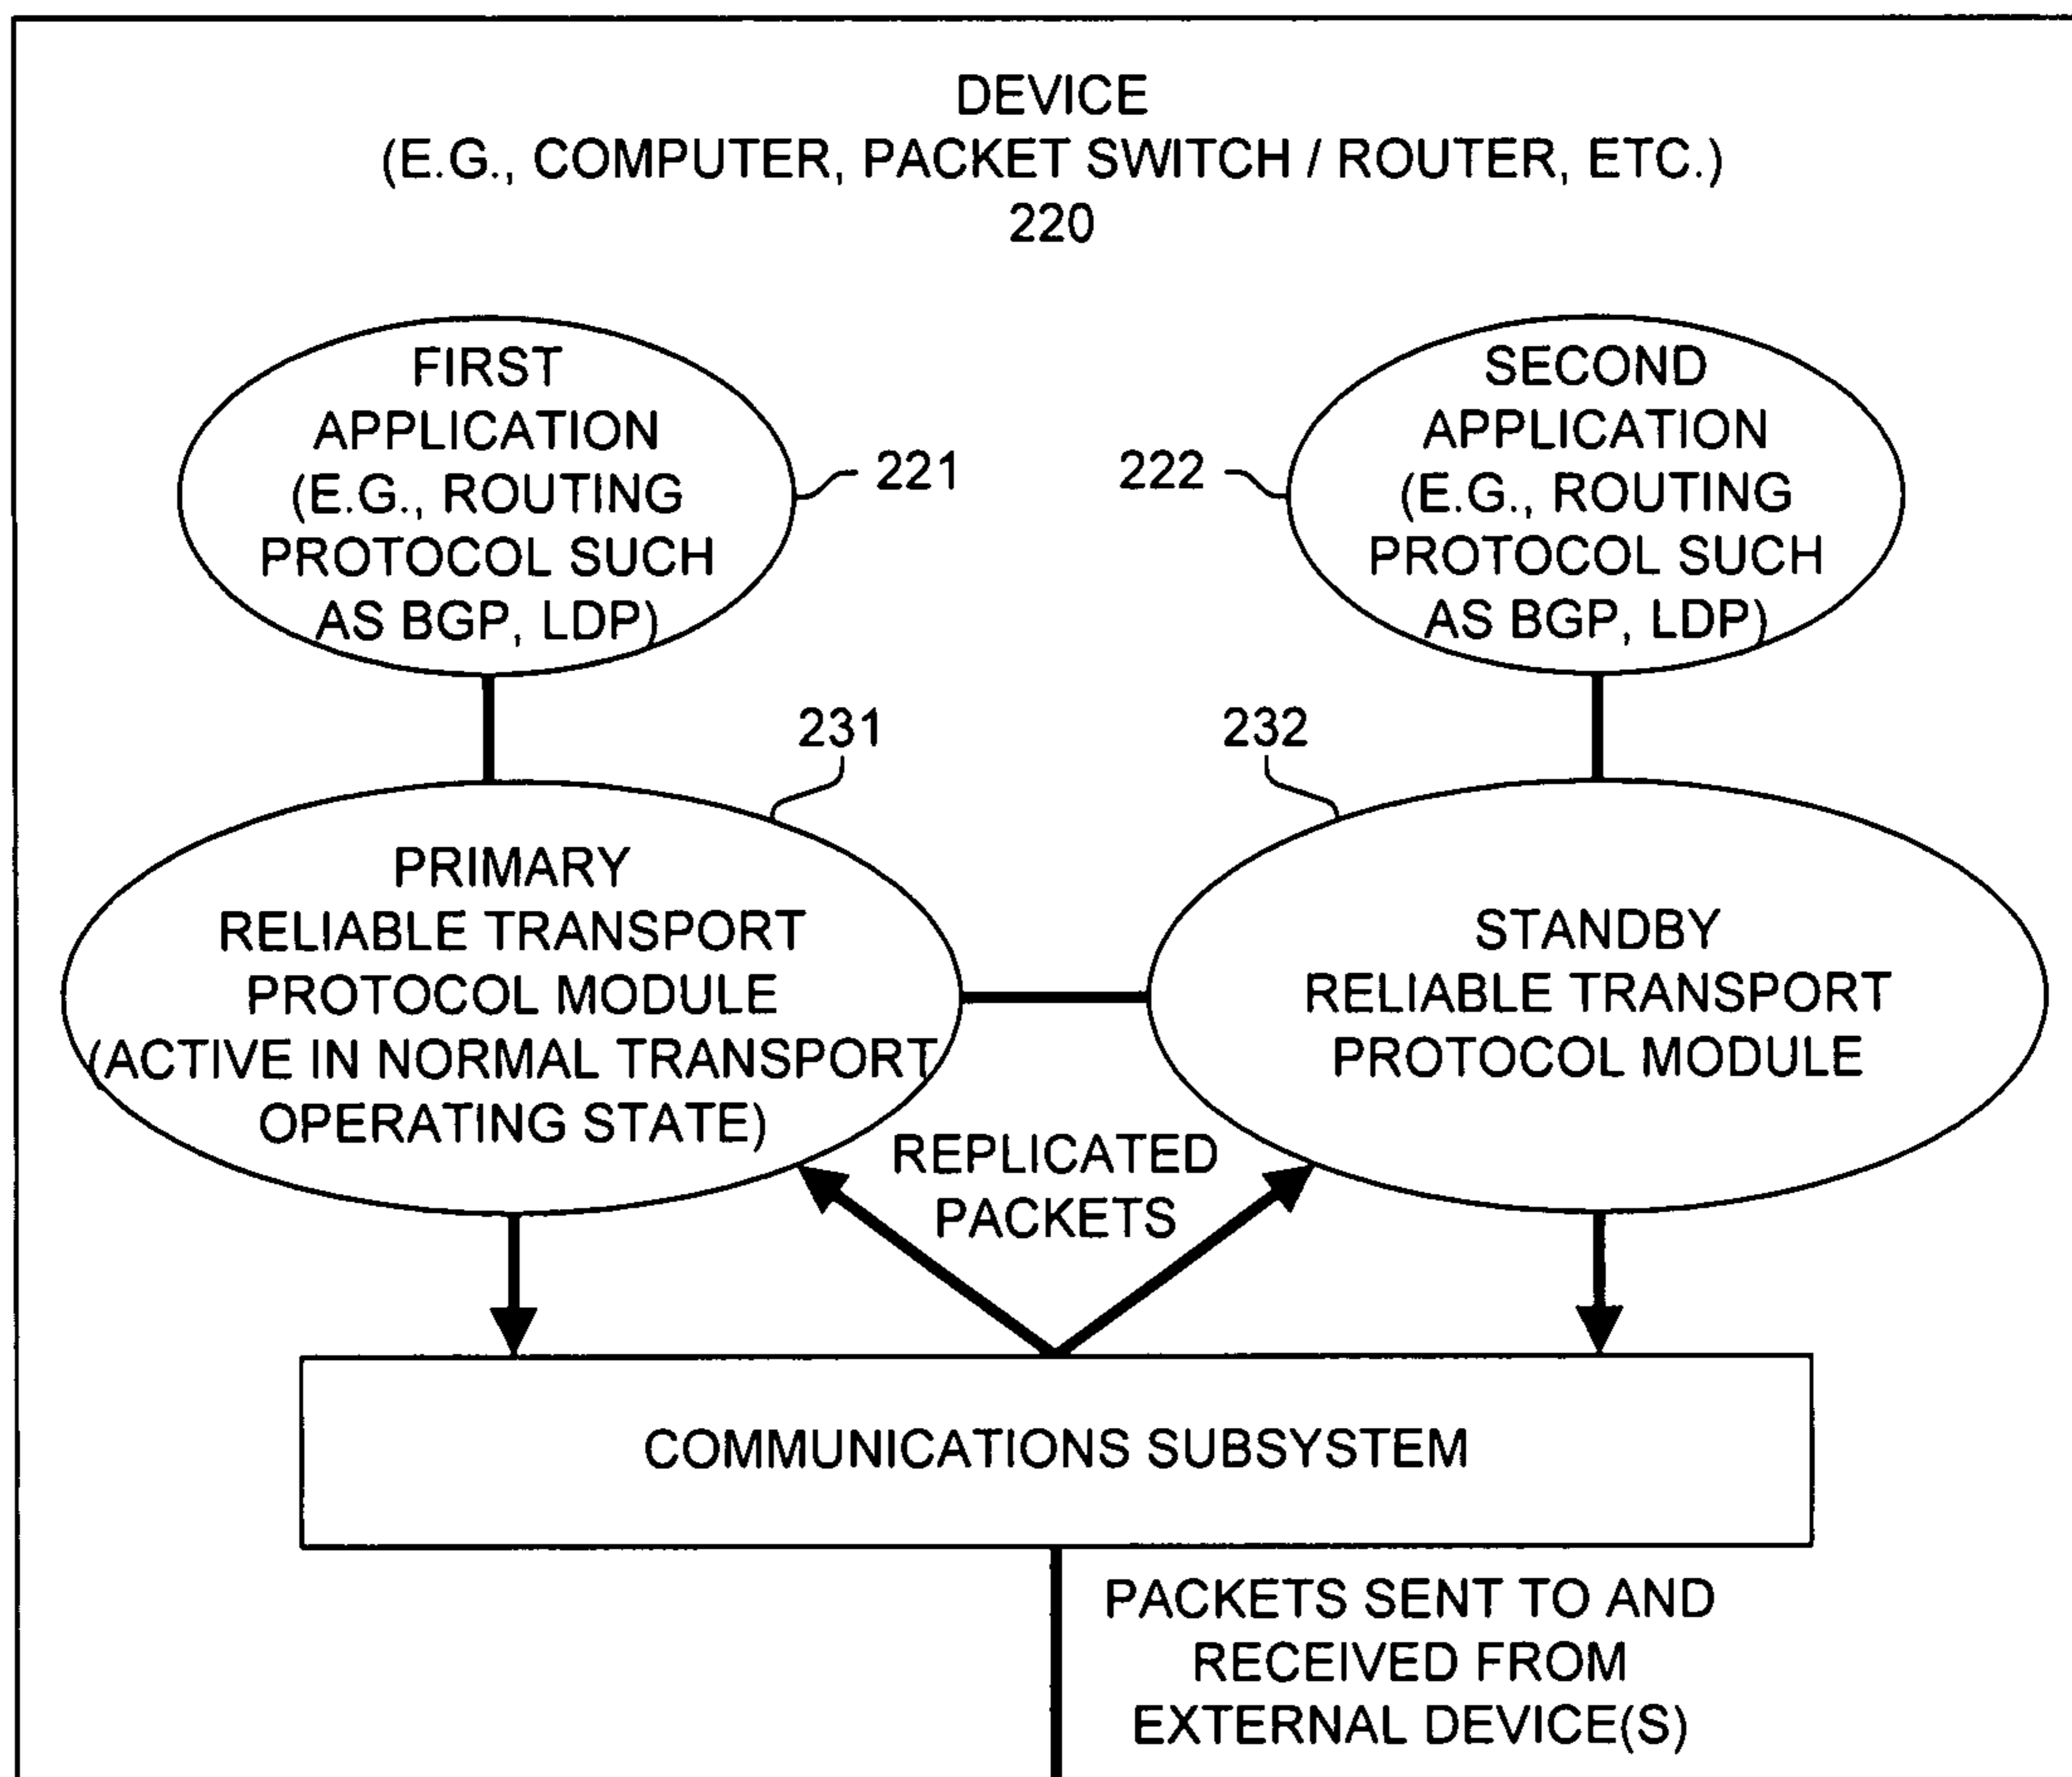 DEVICE
(E.G., COMPUTER, PACKET SWITCH / ROUTER, ETC.)
220
FIRST
APPLICATION
(E.G., ROUTING
PROTOCOL SUCH
AS BGP, LDP)
221
222
SECOND
APPLICATION
(E.G., ROUTING
PROTOCOL SUCH
AS BGP, LDP)
231
232
PRIMARY
RELIABLE TRANSPORT
PROTOCOL MODULE
(ACTIVE IN NORMAL TRANSPORT
OPERATING STATE)
STANDBY
RELIABLE TRANSPORT
PROTOCOL MODULE
REPLICATED
PACKETS
COMMUNICATIONS SUBSYSTEM
PACKETS SENT TO AND
RECEIVED FROM
EXTERNAL DEVICE(S)